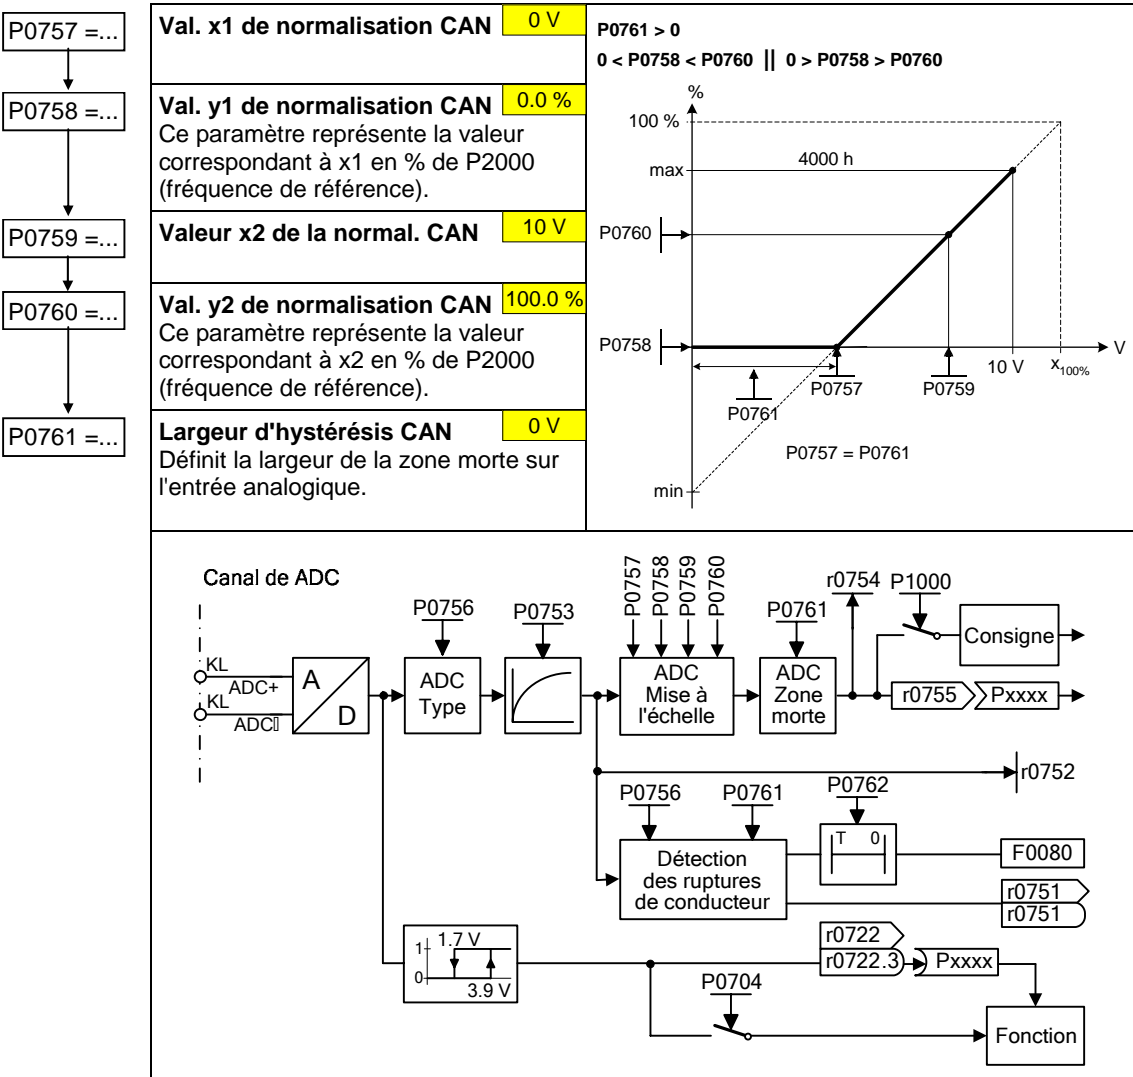 P0757 =...
Val. x1 de normalisation CAN 0 V
P0758 =...
Val. y1 de normalisation CAN 0.0 %
Ce paramètre représente la valeur
correspondant à x1 en % de P2000
(fréquence de référence).
P0759 =...
Valeur x2 de la normal. CAN 10 V
P0760 =...
Val. y2 de normalisation CAN 100.0 %
Ce paramètre représente la valeur
correspondant à x2 en % de P2000
(fréquence de référence).
P0761 =...
Largeur d'hystérésis CAN 0 V
Définit la largeur de la zone morte sur
l'entrée analogique.
P0761 > 0
0 < P0758 < P0760 || 0 > P0758 > P0760
%
100 %
max
4000 h
P0760
P0758
V
10 V
x100%
P0757
P0759
P0761
P0757 = P0761
min
Canal de ADC
KL
ADC+
KL
ADC▯
A
D
P0756
ADC
Type
P0753
P0757
P0758
P0759
P0760
ADC
Mise à
l'échelle
P0761
ADC
Zone
morte
r0754
P1000
Consigne
r0755
Pxxxx
r0752
P0756
P0761
Détection
des ruptures
de conducteur
P0762
T 0
F0080
r0751
r0751
1
1.7 V
0
3.9 V
r0722
r0722.3
Pxxxx
P0704
Fonction